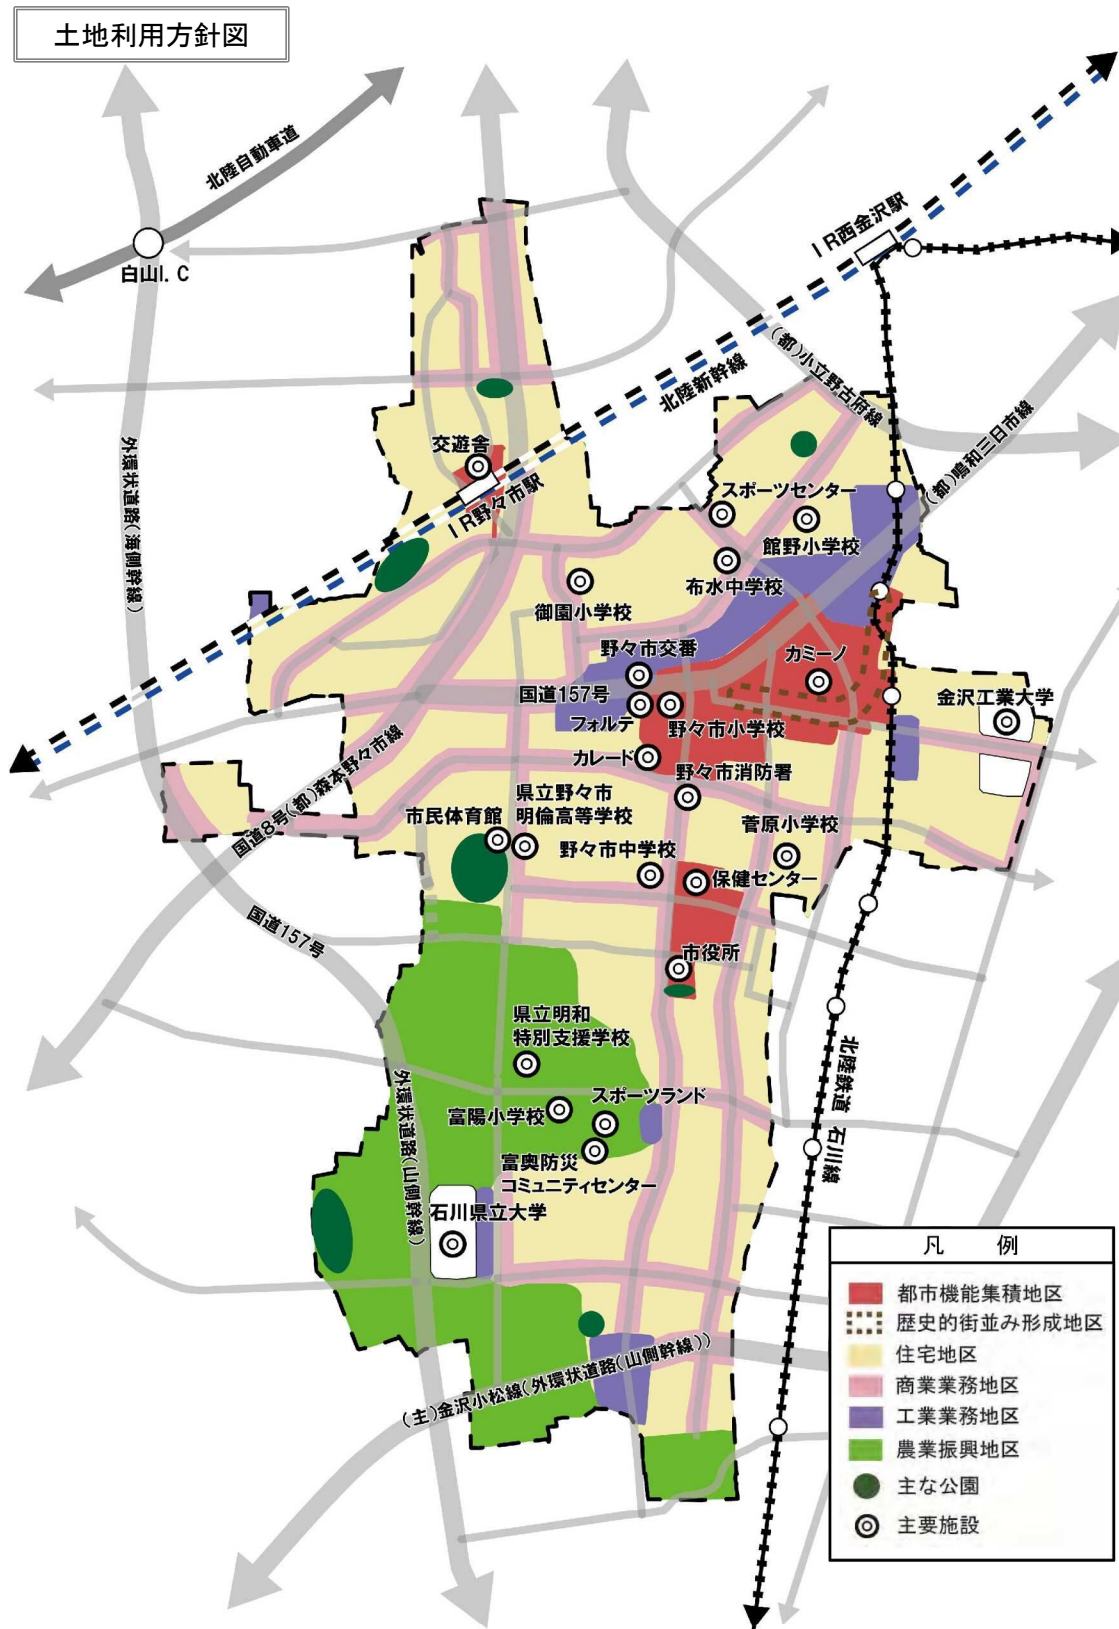 土地利用方針図
北陸自動車道
白山I.C
IR西金沢駅
北陸新幹線
(都)小立野古府線
(都)鳴和三日市線
外環状道路(海側幹線)
交遊舎
IR野々市駅
スポーツセンター
館野小学校
布水中学校
御園小学校
野々市交番
カミーノ
国道157号
金沢工業大学
フォルテ
野々市小学校
カレード
野々市消防署
国道8号(都)森本野々市線
県立野々市
明倫高等学校
市民体育館
菅原小学校
野々市中学校
保健センター
国道157号
市役所
県立明和
特別支援学校
北陸鉄道 石川線
スポーツランド
富陽小学校
外環状道路(山側幹線)
富奥防災
コミュニティセンター
石川県立大学
(主)金沢小松線(外環状道路(山側幹線))
凡 例
都市機能集積地区
歴史的街並み形成地区
住宅地区
商業業務地区
工業業務地区
農業振興地区
主な公園
主要施設